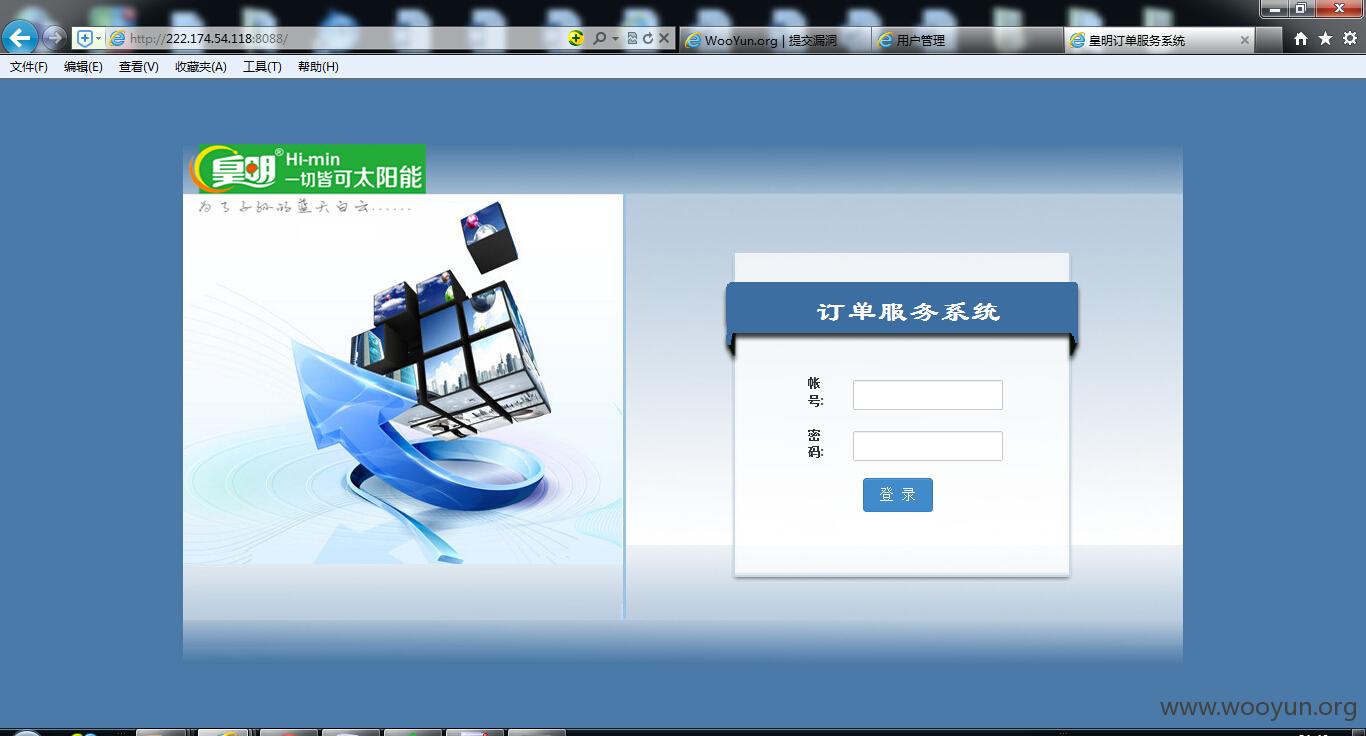 http://222.174.54.118:8088/
WooYun.org | 提交漏洞
用户管理
皇明订单服务系统
文件(F) 编辑(E) 查看(V) 收藏夹(A) 工具(T) 帮助(H)
皇明® Hi-min
一切皆可太阳能
为了子孙的蓝天白云......
订单服务系统
帐
号:
密
码:
登 录
www.wooyun.org